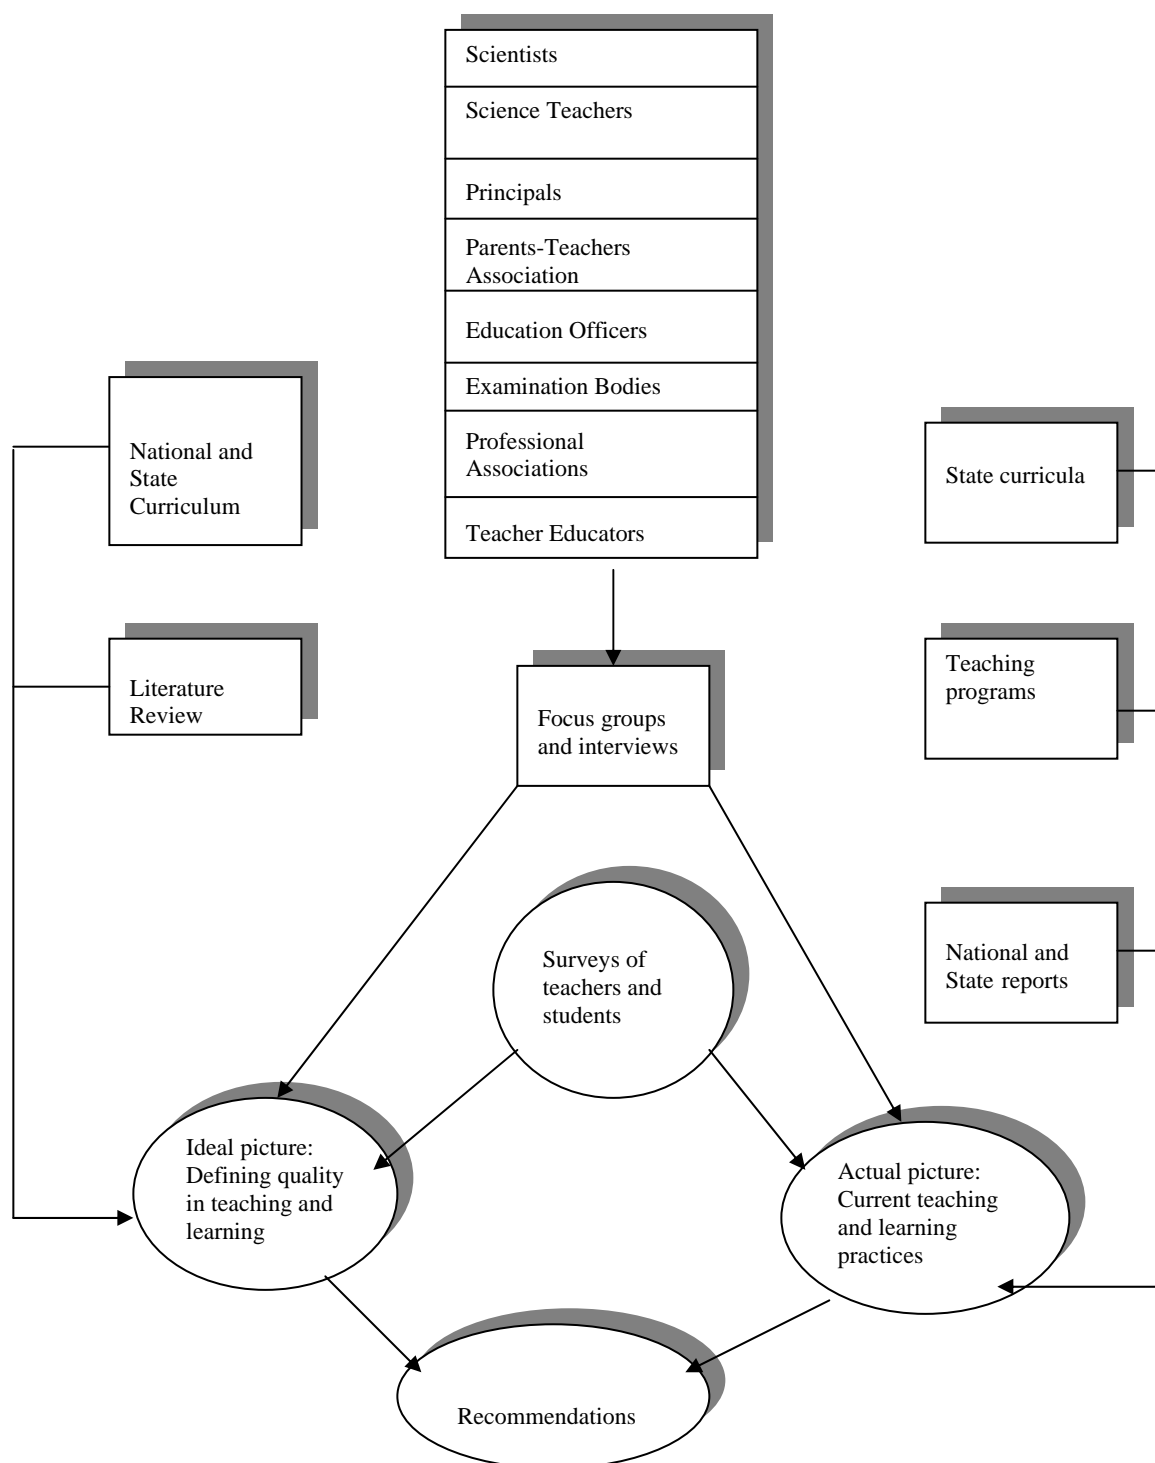 Scientists
Science Teachers
Principals
Parents-Teachers
Association
Education Officers
Examination Bodies
Professional
Associations
Teacher Educators
National and
State
Curriculum
Literature
Review
State curricula
Teaching
programs
National and
State reports
Focus groups
and interviews
Surveys of
teachers and
students
Ideal picture:
Defining quality
in teaching and
learning
Actual picture:
Current teaching
and learning
practices
Recommendations